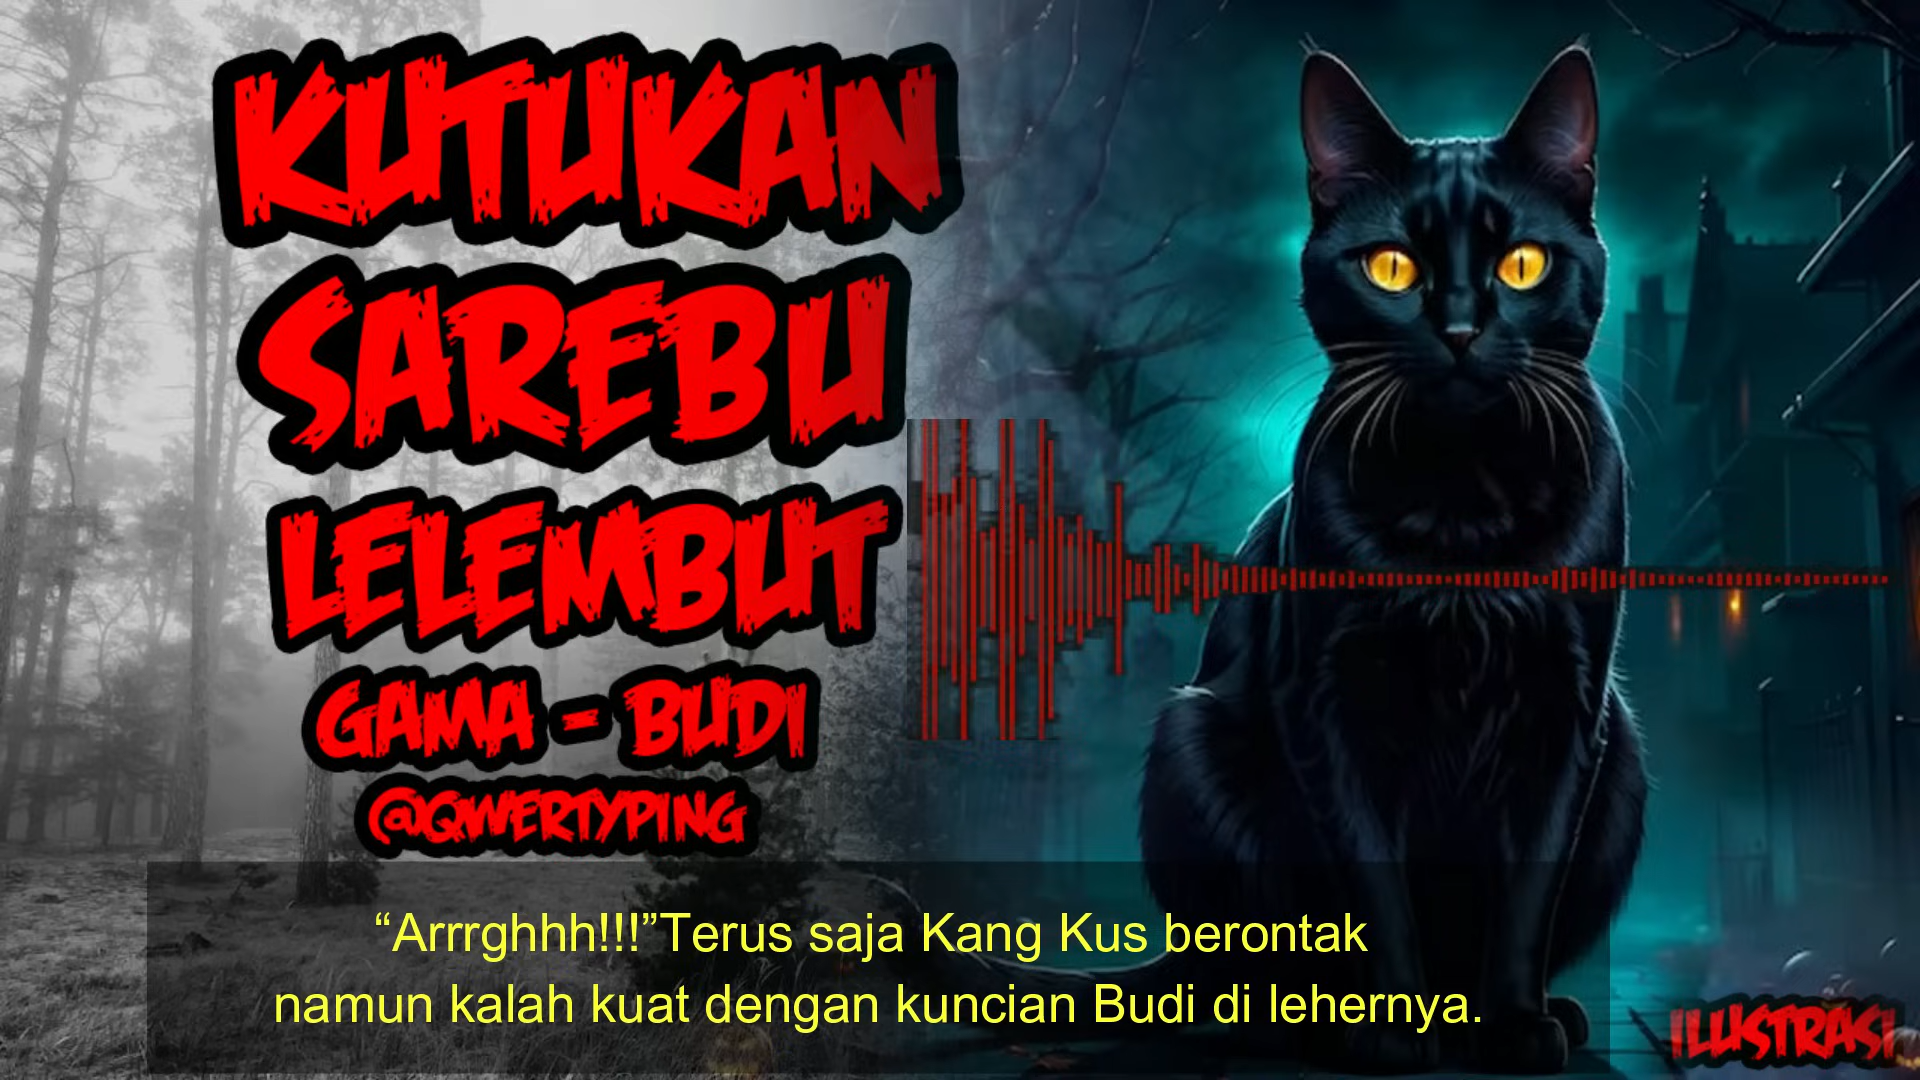 KUTUKAN
SAREBU
LELEMBUT
GAMA - BUDI
@QWERTYPING
“Arrrghhh!!!”Terus saja Kang Kus berontak
namun kalah kuat dengan kuncian Budi di lehernya.
ILUSTRASI